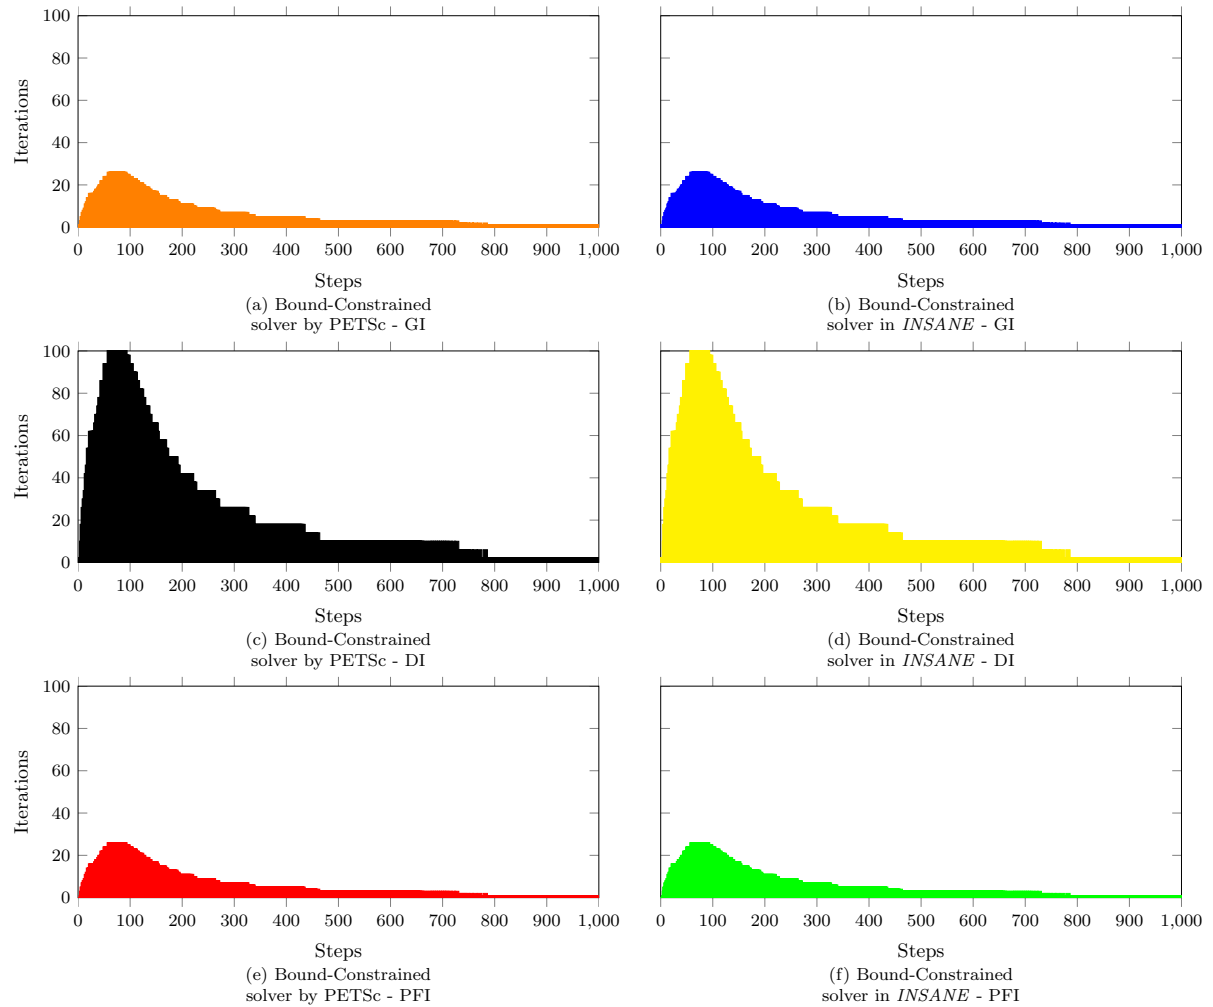 100
80
60
40
20
0
Iterations
0 100 200 300 400 500 600 700 800 900 1,000
Steps
(a) Bound-Constrained
solver by PETSc - GI
0 100 200 300 400 500 600 700 800 900 1,000
Steps
(b) Bound-Constrained
solver in INSANE - GI
100
80
60
40
20
0
Iterations
0 100 200 300 400 500 600 700 800 900 1,000
Steps
(c) Bound-Constrained
solver by PETSc - DI
0 100 200 300 400 500 600 700 800 900 1,000
Steps
(d) Bound-Constrained
solver in INSANE - DI
100
80
60
40
20
0
Iterations
0 100 200 300 400 500 600 700 800 900 1,000
Steps
(e) Bound-Constrained
solver by PETSc - PFI
0 100 200 300 400 500 600 700 800 900 1,000
Steps
(f) Bound-Constrained
solver in INSANE - PFI